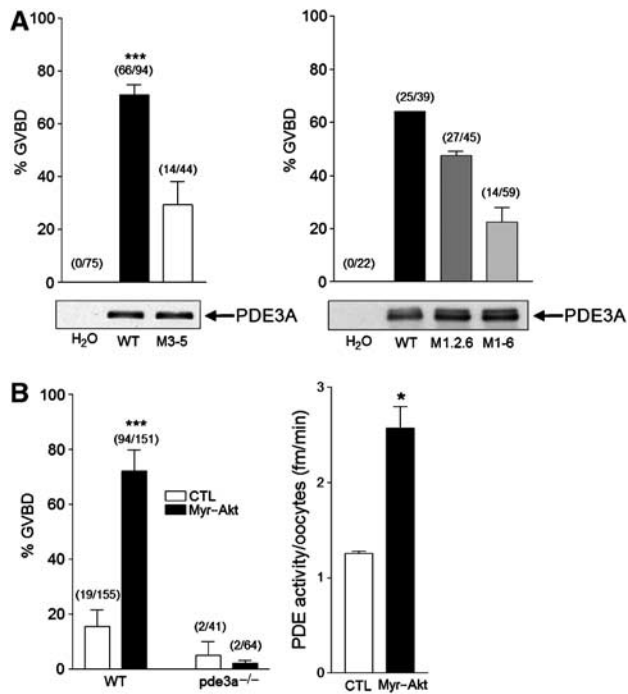 A
% GVBD
100
80
60
40
20
0
(0/75)
***
(66/94)
(14/44)
H2O
WT
M3-5
PDE3A
% GVBD
100
80
60
40
20
0
(0/22)
(25/39)
(27/45)
(14/59)
H2O
WT
M1.2.6
M1-6
PDE3A
B
% GVBD
100
80
60
40
20
0
(19/155)
***
(94/151)
CTL
Myr–Akt
(2/41)
(2/64)
WT
pde3a−/−
PDE activity/oocytes (fm/min)
3
2
1
0
*
CTL
Myr–Akt